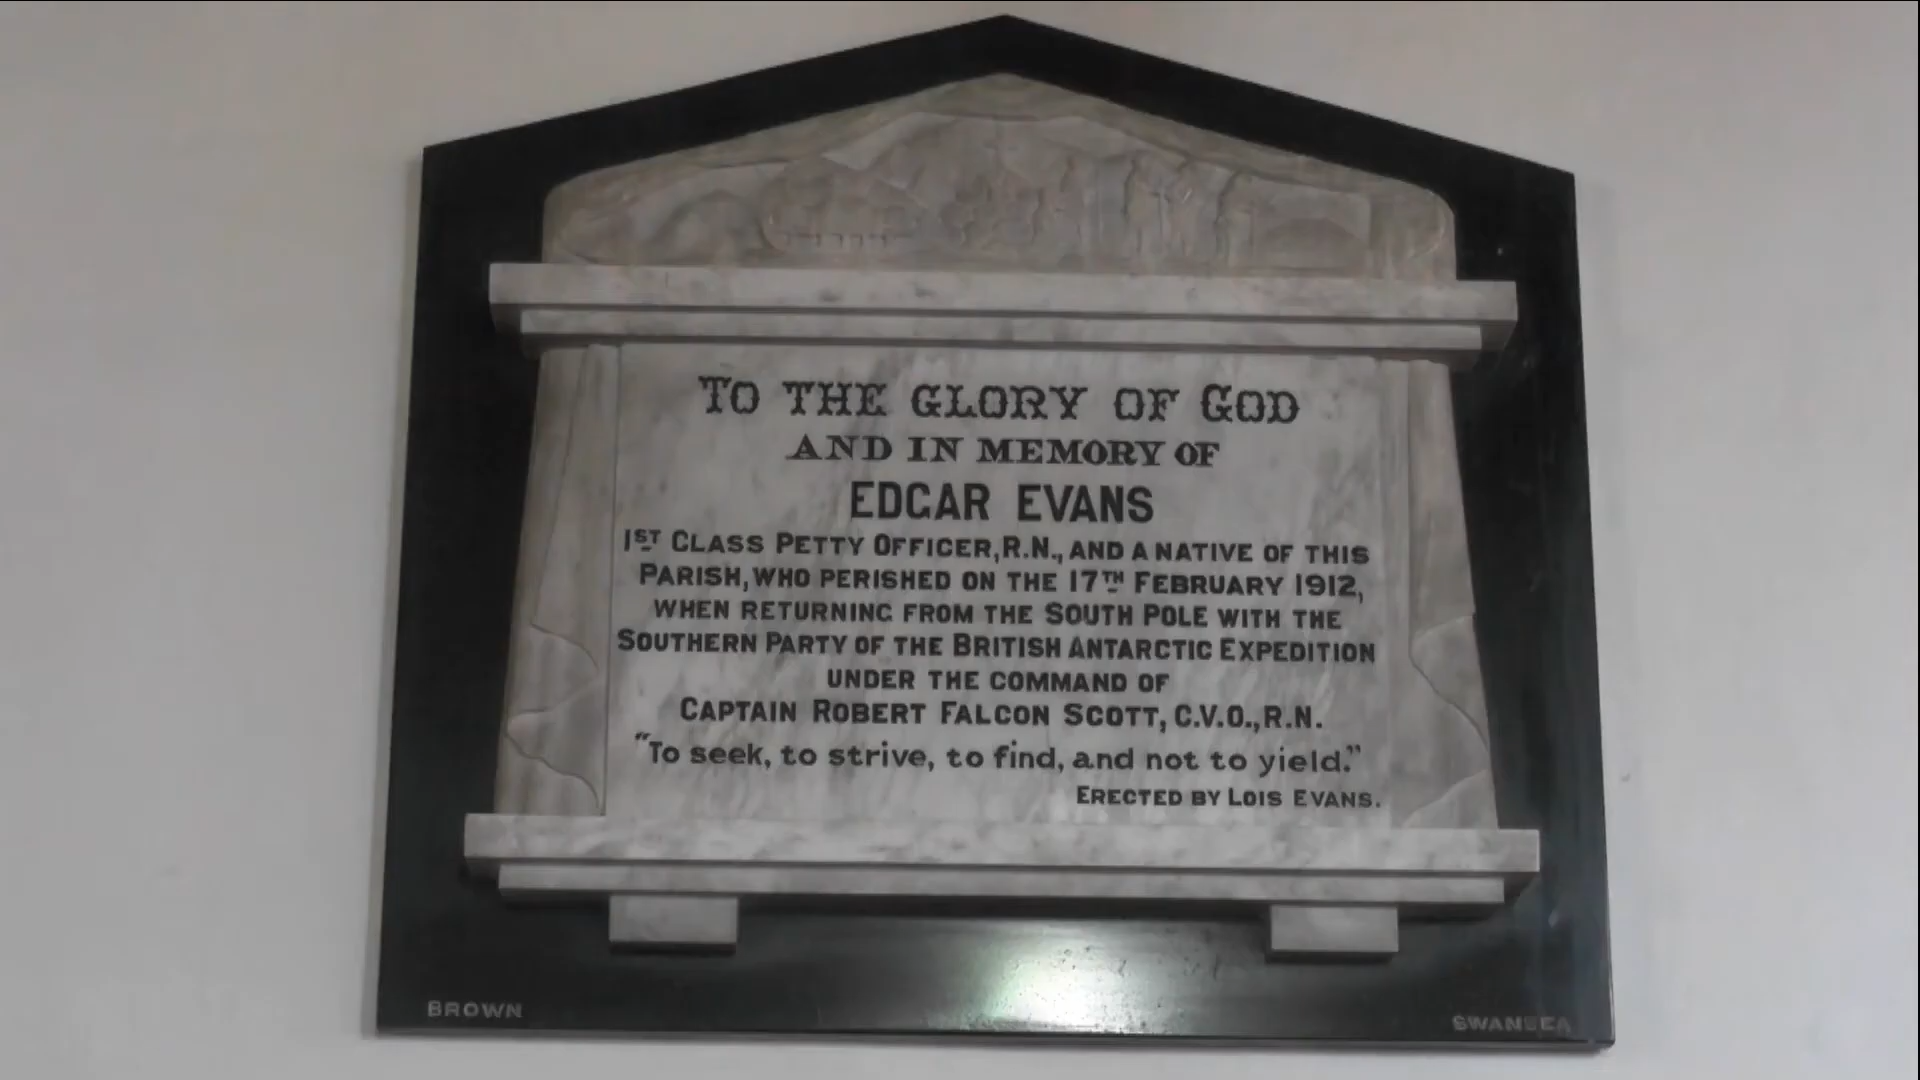 TO THE GLORY OF GOD
AND IN MEMORY OF
EDGAR EVANS
1ST CLASS PETTY OFFICER, R.N., AND A NATIVE OF THIS
PARISH, WHO PERISHED ON THE 17TH FEBRUARY 1912,
WHEN RETURNING FROM THE SOUTH POLE WITH THE
SOUTHERN PARTY OF THE BRITISH ANTARCTIC EXPEDITION
UNDER THE COMMAND OF
CAPTAIN ROBERT FALCON SCOTT, C.V.O., R.N.
"To seek, to strive, to find, and not to yield."
ERECTED BY LOIS EVANS.
BROWN
SWANSEA